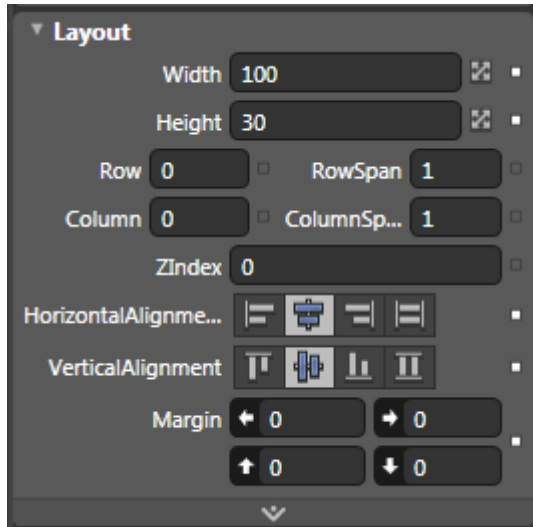 Layout
Width 100
Height 30
Row 0 RowSpan 1
Column 0 ColumnSp... 1
ZIndex 0
HorizontalAlignme...
VerticalAlignment
Margin 0 0
0 0